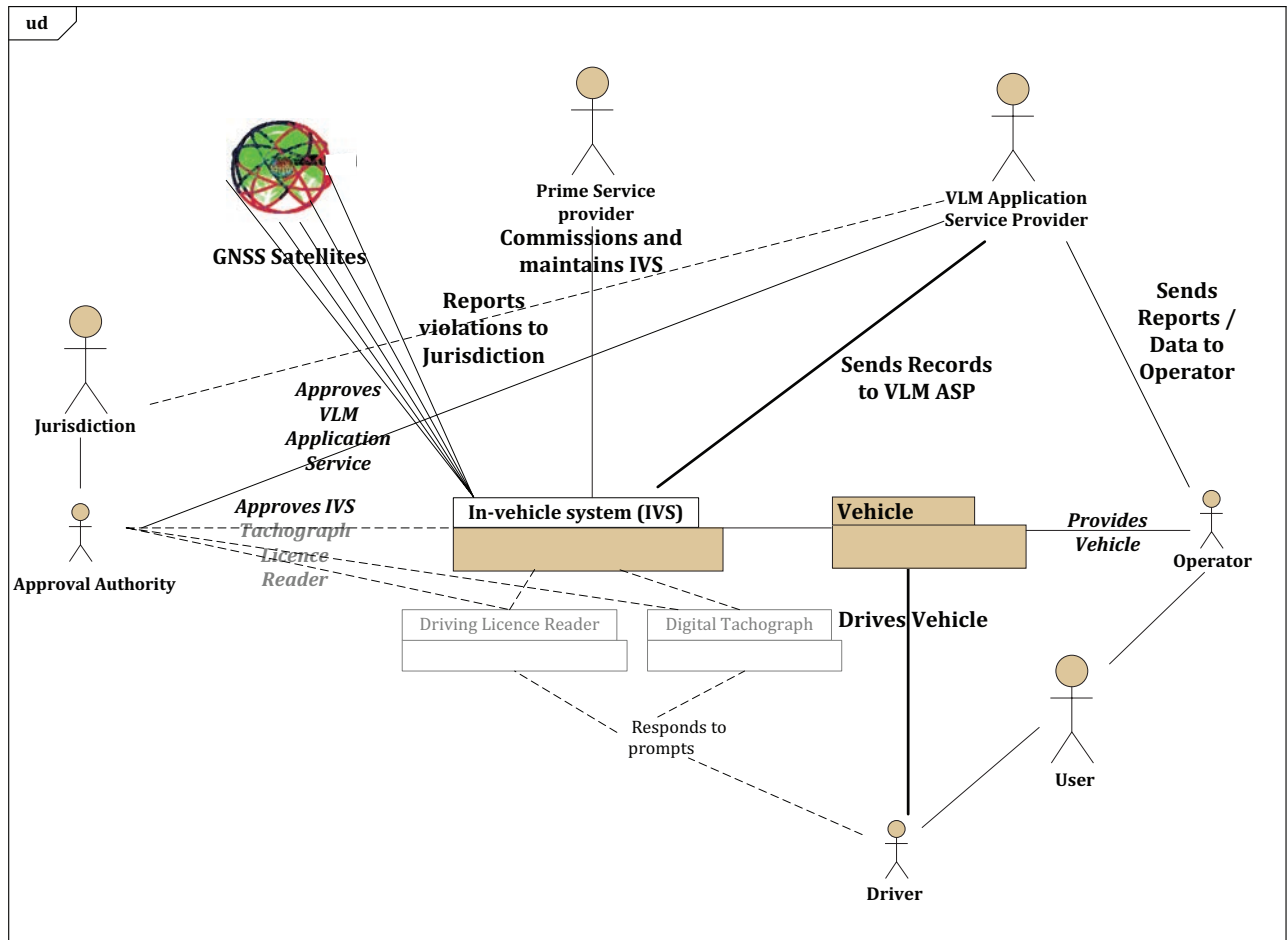 ud
Prime Service
provider
Commissions and
maintains IVS
VLM Application
Service Provider
GNSS Satellites
Reports
violations to
Jurisdiction
Sends
Reports /
Data to
Operator
Sends Records
to VLM ASP
Jurisdiction
Approves
VLM
Application
Service
Approves IVS
Tachograph
Licence
Reader
Approval Authority
In-vehicle system (IVS)
Vehicle
Provides
Vehicle
Operator
Driving Licence Reader
Digital Tachograph
Drives Vehicle
Responds to
prompts
User
Driver